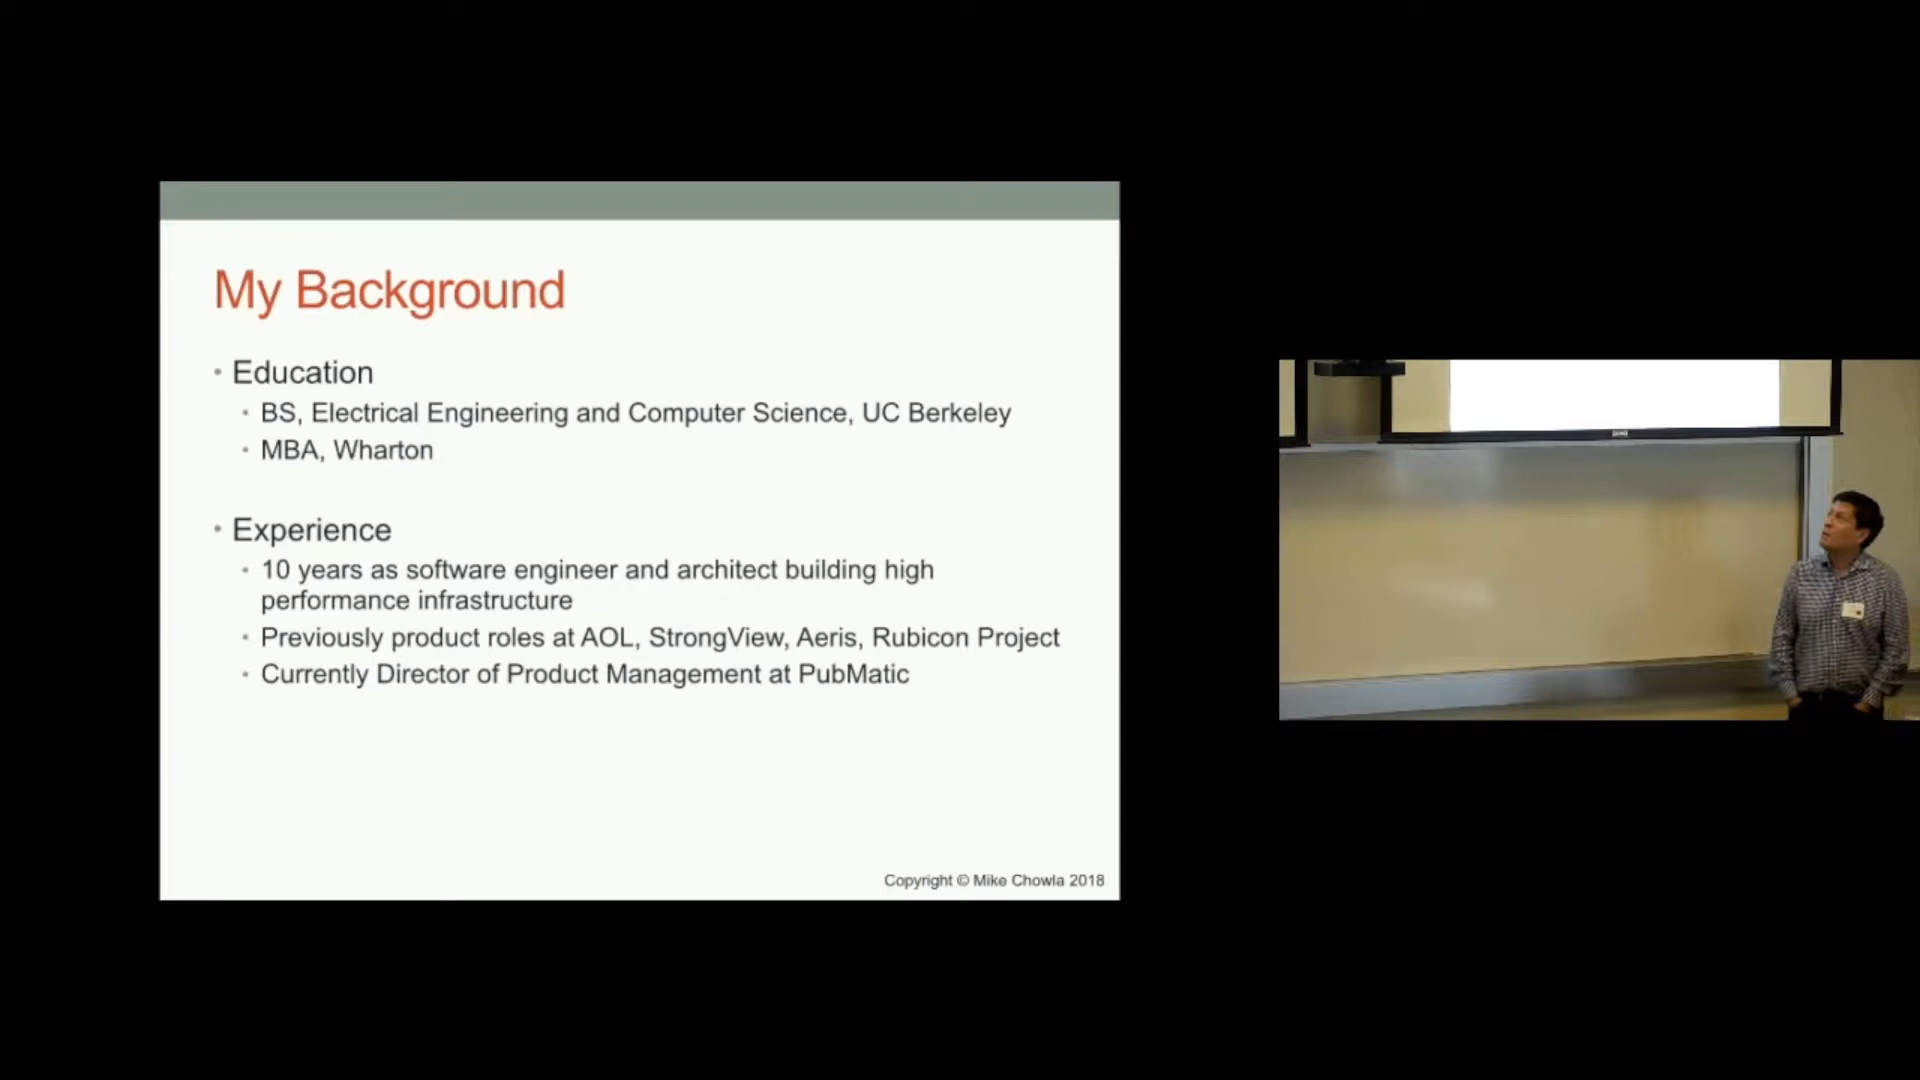 My Background
• Education
• BS, Electrical Engineering and Computer Science, UC Berkeley
• MBA, Wharton
• Experience
• 10 years as software engineer and architect building high
performance infrastructure
• Previously product roles at AOL, StrongView, Aeris, Rubicon Project
• Currently Director of Product Management at PubMatic
Copyright © Mike Chowla 2018